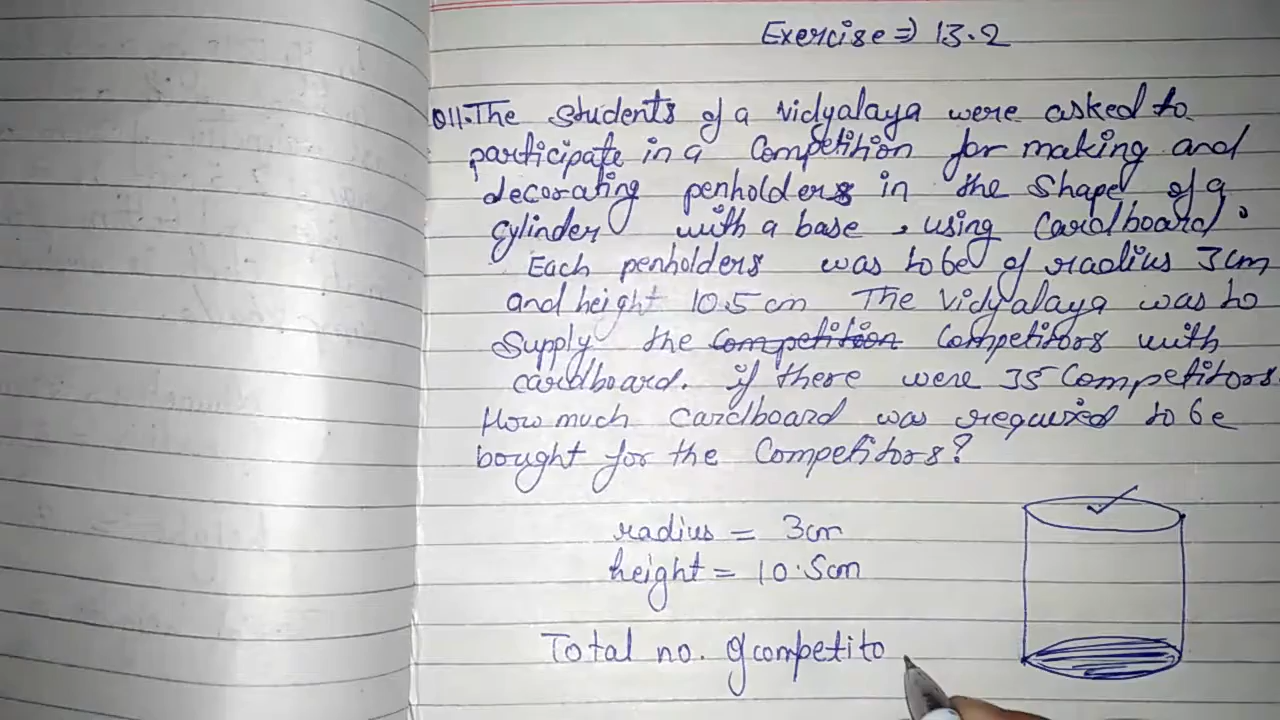 Exercise ⇒ 13.2
Q11. The students of a vidyalaya were asked to
participate in a competition for making and
decorating penholders in the shape of a
cylinder with a base, using cardboard.
Each penholders was to be of radius 3cm
and height 10.5 cm The Vidyalaya was to
supply the competition competitors with
cardboard. if there were 35 competitors.
How much cardboard was required to be
bought for the competitors?
radius = 3cm
height = 10.5cm
Total no. of competito